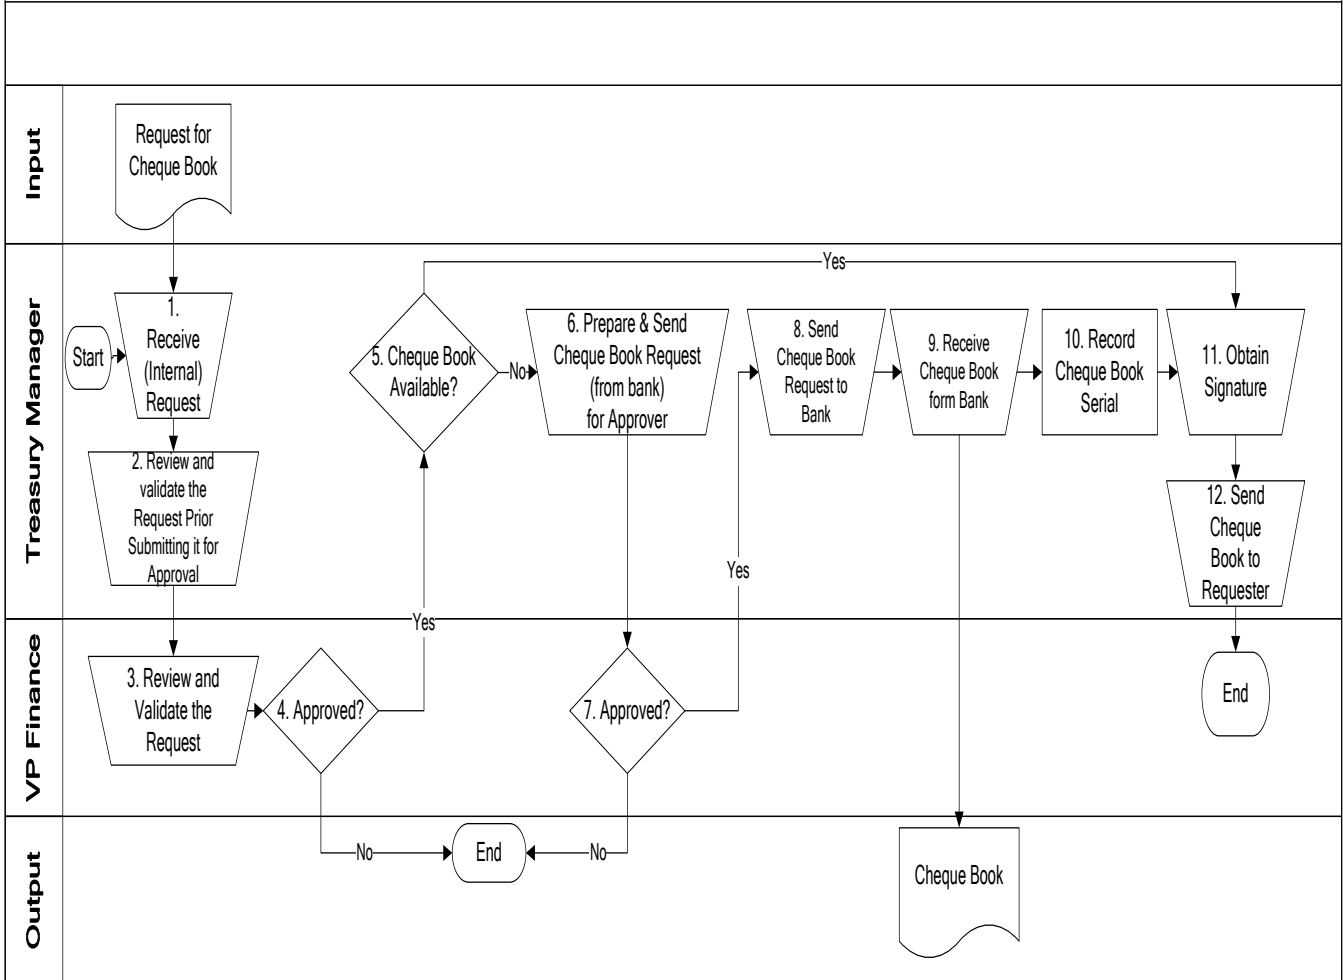 Input
Request for
Cheque Book
Treasury Manager
Start
1.
Receive
(Internal)
Request
2. Review and
validate the
Request Prior
Submitting it for
Approval
5. Cheque Book
Available?
Yes
No
6. Prepare & Send
Cheque Book Request
(from bank)
for Approver
8. Send
Cheque Book
Request to
Bank
9. Receive
Cheque Book
form Bank
10. Record
Cheque Book
Serial
11. Obtain
Signature
12. Send
Cheque
Book to
Requester
Yes
Yes
VP Finance
3. Review and
Validate the
Request
4. Approved?
7. Approved?
End
Output
No
End
No
Cheque Book